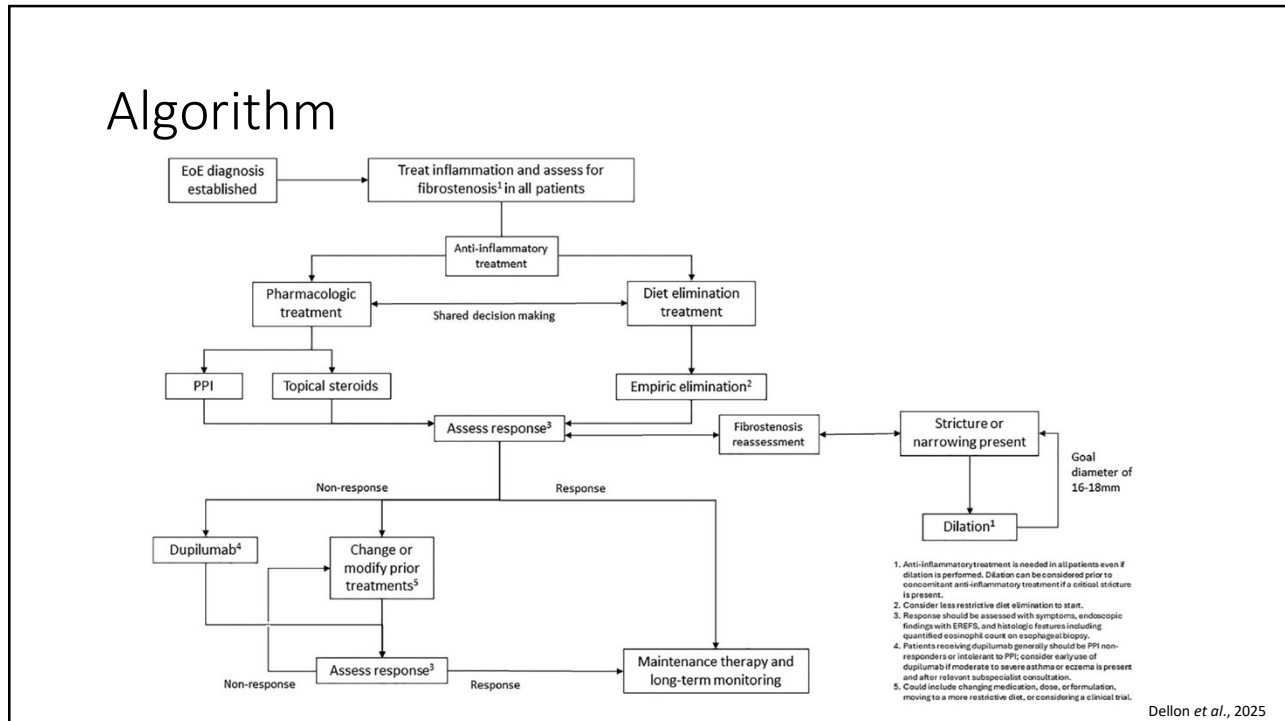 Algorithm
EoE diagnosis
established
Treat inflammation and assess for
fibrostenosis¹ in all patients
Anti-inflammatory
treatment
Pharmacologic
treatment
Shared decision making
Diet elimination
treatment
PPI
Topical steroids
Empiric elimination²
Assess response³
Fibrostenosis
reassessment
Stricture or
narrowing present
Goal
diameter of
16-18mm
Dilation¹
Non-response
Response
Dupilumab⁴
Change or
modify prior
treatments⁵
Assess response³
Non-response
Response
Maintenance therapy and
long-term monitoring
1. Anti-inflammatory treatment is needed in all patients even if
dilation is performed. Dilation can be considered prior to
concomitant anti-inflammatory treatment if a critical stricture
is present.
2. Consider less restrictive diet elimination to start.
3. Response should be assessed with symptoms, endoscopic
findings with EREFS, and histologic features including
quantified eosinophil count on esophageal biopsy.
4. Patients receiving dupilumab generally should be PPI non-
responders or intolerant to PPI; consider early use of
dupilumab if moderate to severe asthma or eczema is present
and after relevant subspecialist consultation.
5. Could include changing medication, dose, or formulation,
moving to a more restrictive diet, or considering a clinical trial.
Dellon et al., 2025